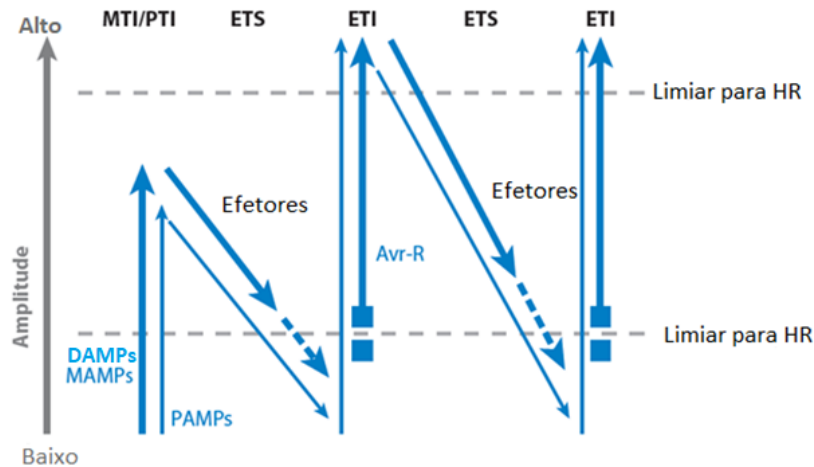 Alto
MTI/PTI ETS ETI ETS ETI
Limiar para HR
Efetores
Efetores
Avr-R
Amplitude
Limiar para HR
DAMPs
MAMPs
PAMPs
Baixo